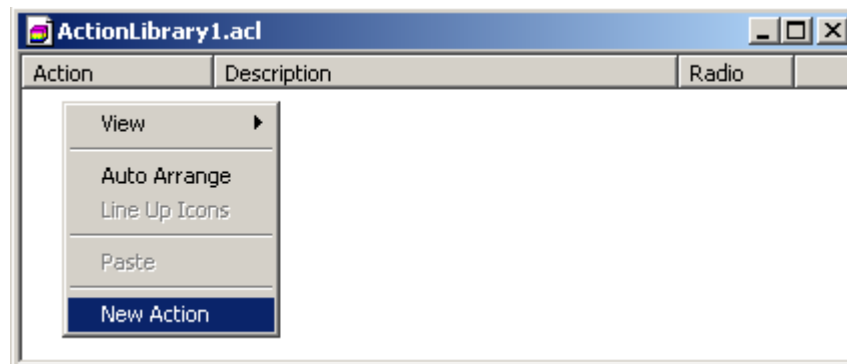 ActionLibrary1.acl
Action Description Radio
View
Auto Arrange
Line Up Icons
Paste
New Action